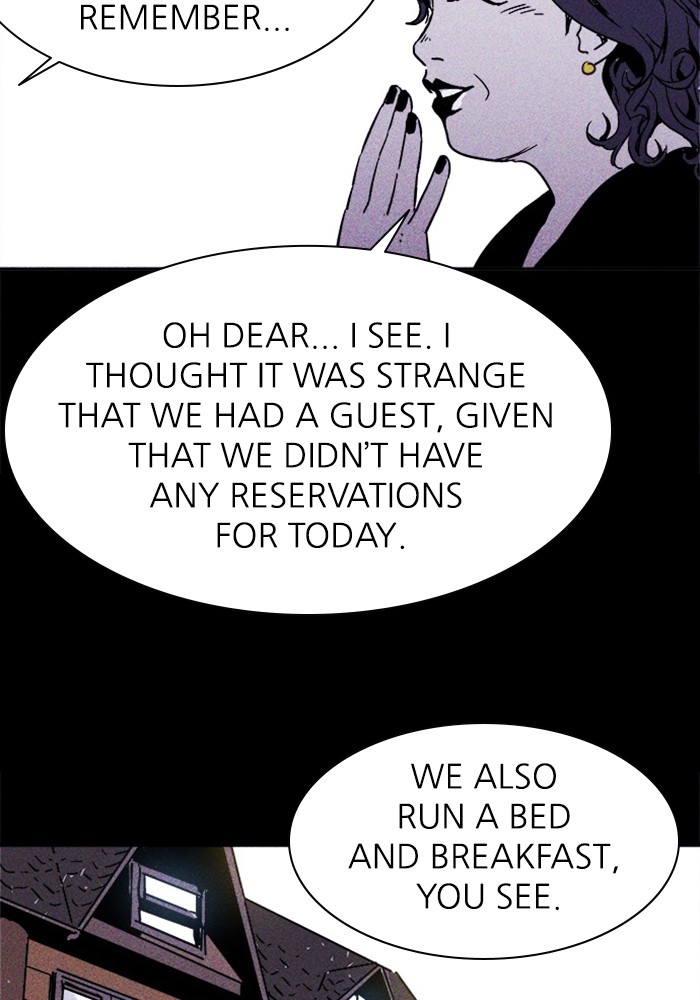 REMEMBER...
OH DEAR... I SEE. I
THOUGHT IT WAS STRANGE
THAT WE HAD A GUEST, GIVEN
THAT WE DIDN'T HAVE
ANY RESERVATIONS
FOR TODAY.
WE ALSO
RUN A BED
AND BREAKFAST,
YOU SEE.